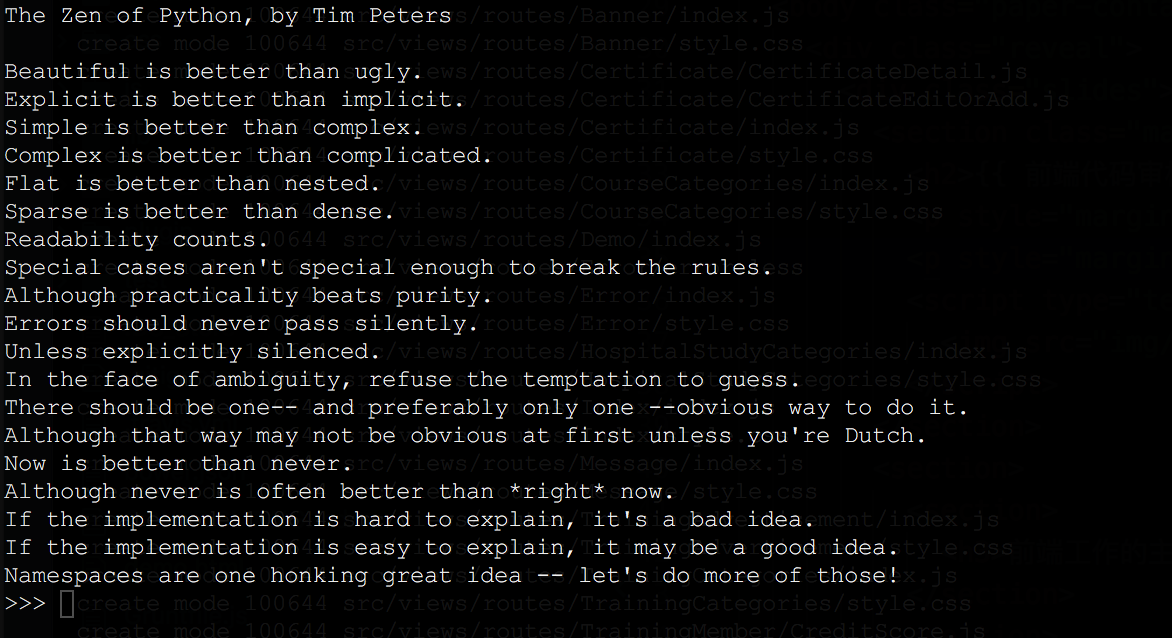 The Zen of Python, by Tim Peters

Beautiful is better than ugly.
Explicit is better than implicit.
Simple is better than complex.
Complex is better than complicated.
Flat is better than nested.
Sparse is better than dense.
Readability counts.
Special cases aren't special enough to break the rules.
Although practicality beats purity.
Errors should never pass silently.
Unless explicitly silenced.
In the face of ambiguity, refuse the temptation to guess.
There should be one-- and preferably only one --obvious way to do it.
Although that way may not be obvious at first unless you're Dutch.
Now is better than never.
Although never is often better than *right* now.
If the implementation is hard to explain, it's a bad idea.
If the implementation is easy to explain, it may be a good idea.
Namespaces are one honking great idea -- let's do more of those!
>>>